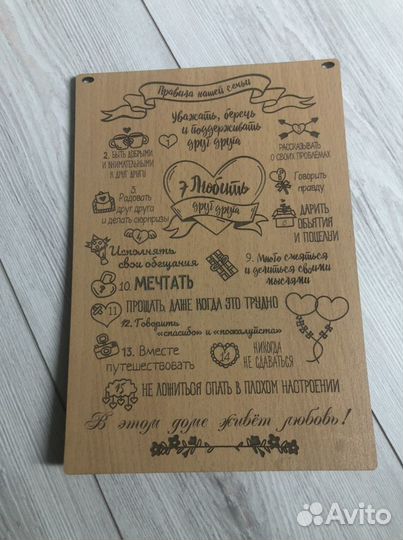 Правила нашей семьи
Уважать, беречь
и поддерживать
друг друга
1
2. БЫТЬ ДОБРЫМИ
И ВНИМАТЕЛЬНЫМИ
К ДРУГ ДРУГУ
РАССКАЗЫВАТЬ
О СВОИХ ПРОБЛЕМАХ
3.
Радовать
друг друга
и делать сюрпризы
7 Любить
друг друга
Говорить
правду
ДАРИТЬ
ОБЪЯТИЯ
И ПОЦЕЛУИ
4
Исполнять
свои обещания
9. Много смеяться
и делиться своими
мыслями
10. МЕЧТАТЬ
11 ПРОЩАТЬ, ДАЖЕ КОГДА ЭТО ТРУДНО
12. Говорить
«спасибо» и «пожалуйста»
13. Вместе
путешествовать
14 НИКОГДА
НЕ СДАВАТЬСЯ
15 НЕ ЛОЖИТЬСЯ СПАТЬ В ПЛОХОМ НАСТРОЕНИИ
В этом доме живёт любовь!
Avito